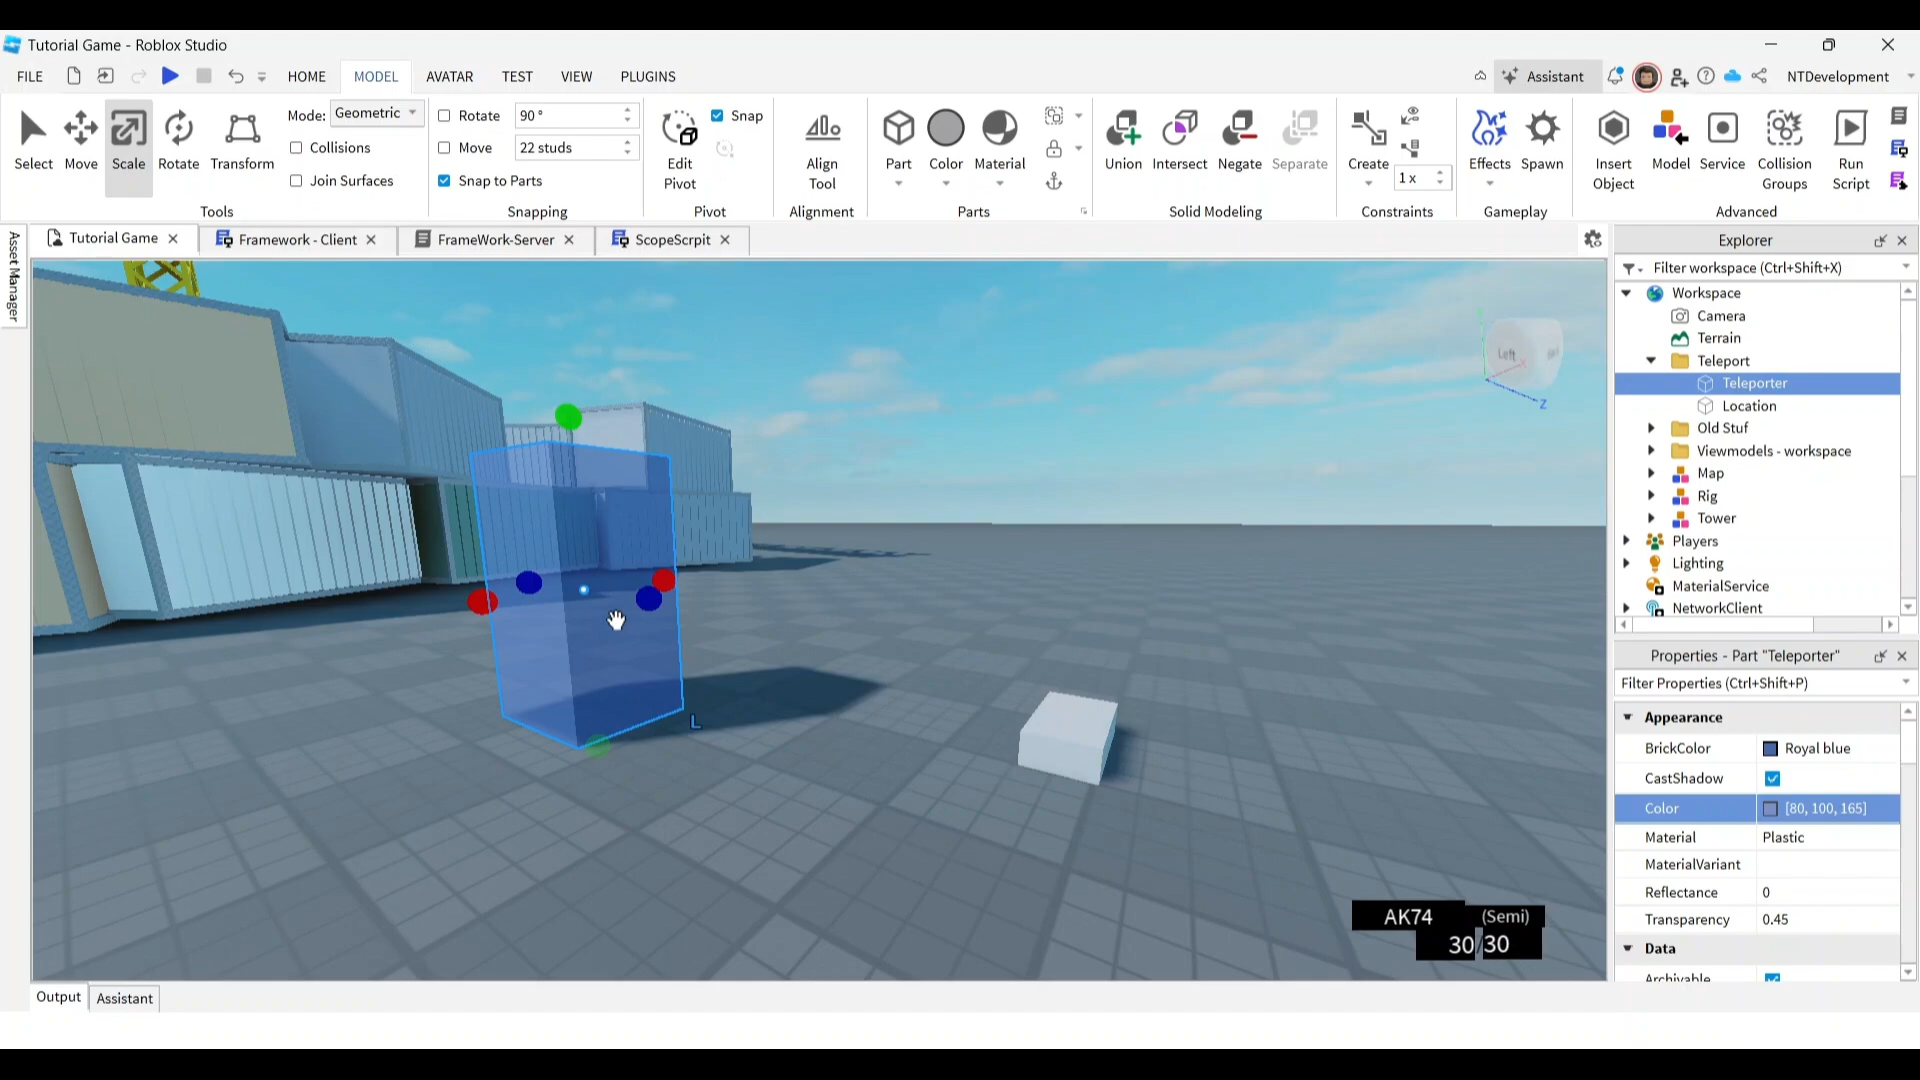 Tutorial Game - Roblox Studio
FILE HOME MODEL AVATAR TEST VIEW PLUGINS Assistant NTDevelopment
Select Move Scale Rotate Transform
Mode: Geometric
Collisions
Join Surfaces
Tools
Rotate 90 °
Move 22 studs
Snap to Parts
Snapping
Edit Pivot
Snap
Pivot
Align Tool
Alignment
Part Color Material
Parts
Union Intersect Negate Separate
Solid Modeling
Create
1 x
Constraints
Effects Spawn
Gameplay
Insert Object Model Service Collision Groups Run Script
Advanced
Asset Manager
Tutorial Game Framework - Client FrameWork-Server ScopeScrpit
Left
Z
L
AK74 (Semi)
30/30
Explorer
Filter workspace (Ctrl+Shift+X)
Workspace
Camera
Terrain
Teleport
Teleporter
Location
Old Stuf
Viewmodels - workspace
Map
Rig
Tower
Players
Lighting
MaterialService
NetworkClient
Properties - Part "Teleporter"
Filter Properties (Ctrl+Shift+P)
Appearance
BrickColor Royal blue
CastShadow
Color [80, 100, 165]
Material Plastic
MaterialVariant
Reflectance 0
Transparency 0.45
Data
Archivable
Output Assistant